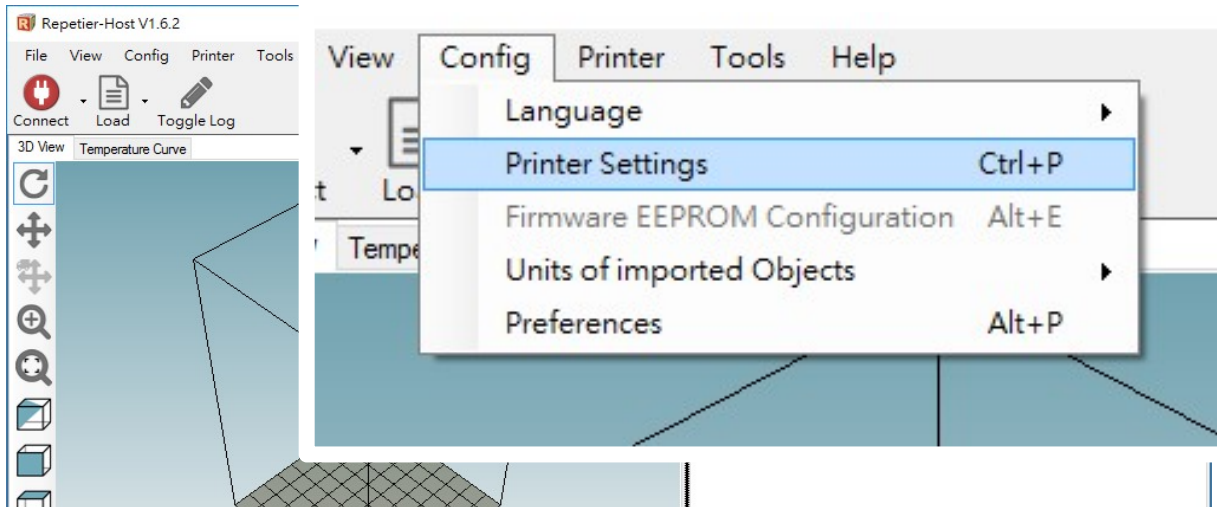 Repetier-Host V1.6.2
File View Config Printer Tools
Connect Load Toggle Log
3D View Temperature Curve
View Config Printer Tools Help
Language
Printer Settings Ctrl+P
Firmware EEPROM Configuration Alt+E
Units of imported Objects
Preferences Alt+P
t Lo
Tempe